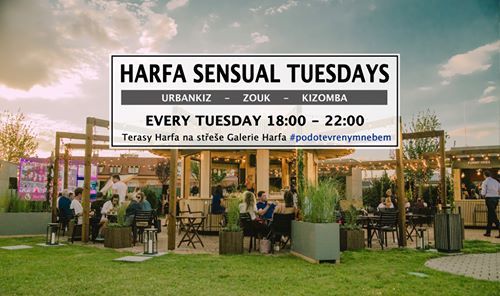 HARFA SENSUAL TUESDAYS
URBANKIZ - ZOUK - KIZOMBA
EVERY TUESDAY 18:00 - 22:00
Terasy Harfa na střeše Galerie Harfa #podotevrenymnebem